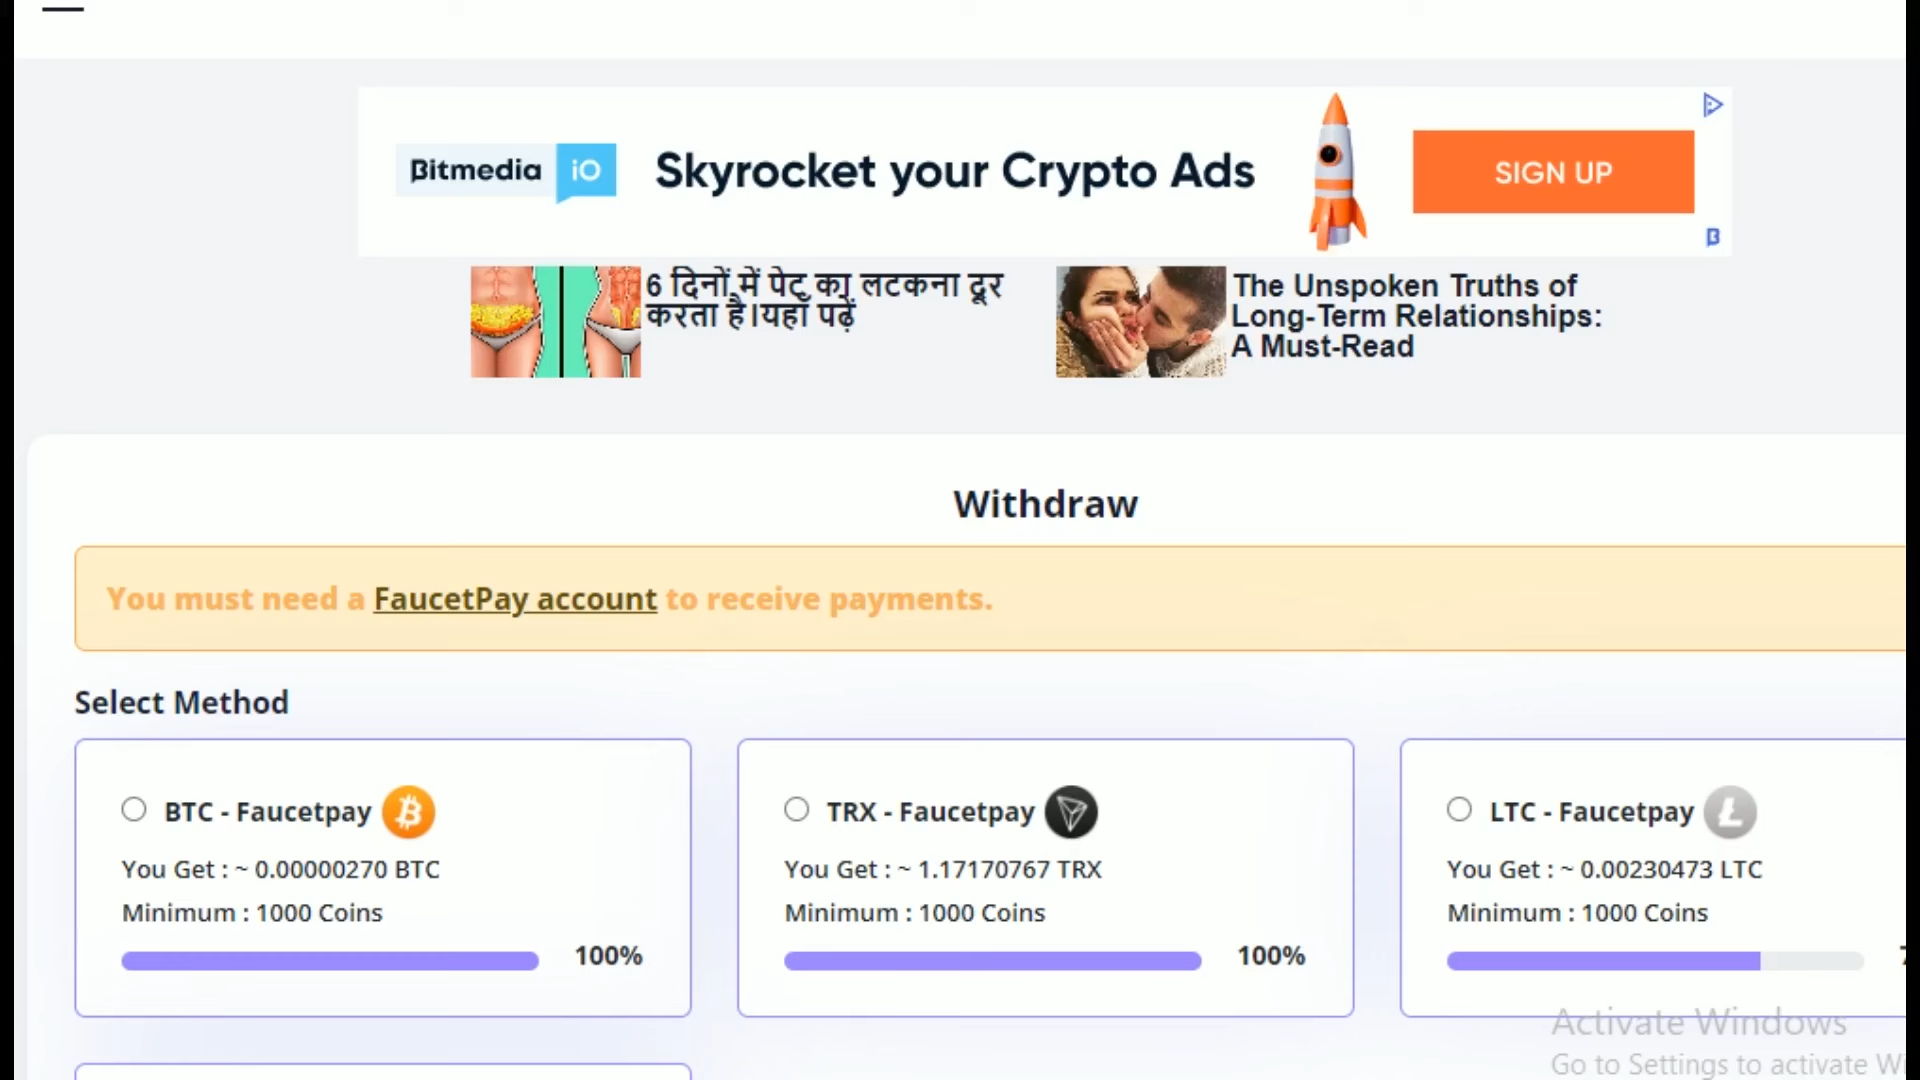 Bitmedia iO
Skyrocket your Crypto Ads
SIGN UP
6 दिनों में पेट का लटकना दूर
करता है।यहाँ पढ़ें
The Unspoken Truths of
Long-Term Relationships:
A Must-Read
Withdraw
You must need a FaucetPay account to receive payments.
Select Method
BTC - Faucetpay
You Get : ~ 0.00000270 BTC
Minimum : 1000 Coins
100%
TRX - Faucetpay
You Get : ~ 1.17170767 TRX
Minimum : 1000 Coins
100%
LTC - Faucetpay
You Get : ~ 0.00230473 LTC
Minimum : 1000 Coins
Activate Windows
Go to Settings to activate Wi